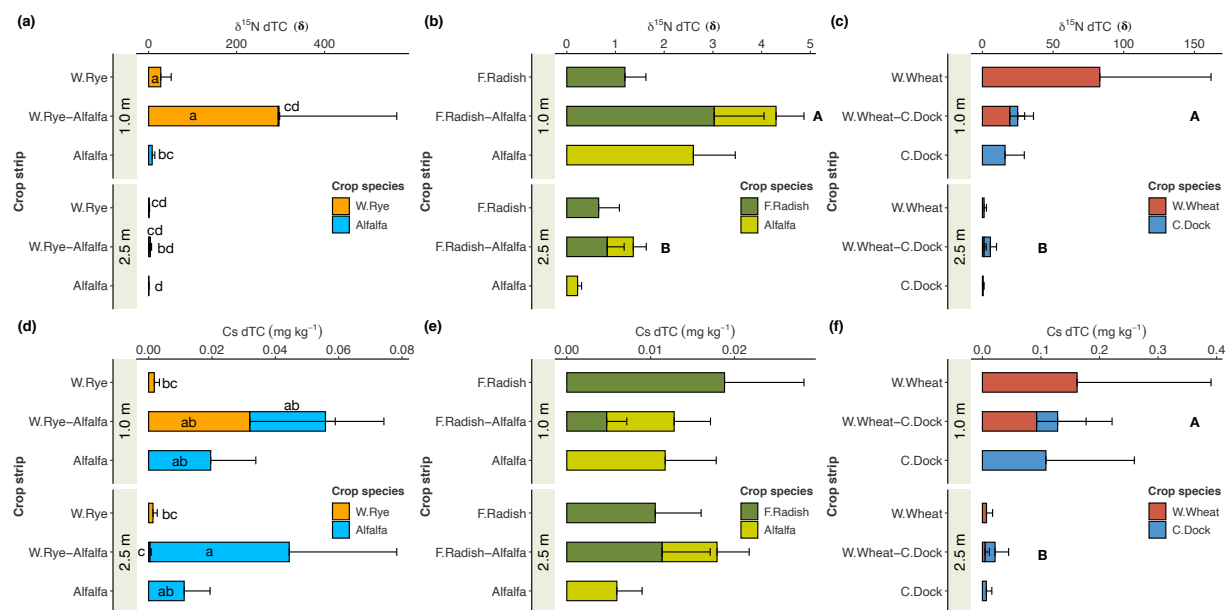 (a)
δ¹⁵N dTC (δ)
0 200 400
W.Rye
W.Rye−Alfalfa
Alfalfa
1.0 m
a
a
cd
bc
Crop strip
W.Rye
W.Rye−Alfalfa
Alfalfa
2.5 m
cd
cd
bd
d
Crop species
W.Rye
Alfalfa
(b)
δ¹⁵N dTC (δ)
0 1 2 3 4 5
F.Radish
F.Radish−Alfalfa
Alfalfa
1.0 m
A
Crop strip
F.Radish
F.Radish−Alfalfa
Alfalfa
2.5 m
B
Crop species
F.Radish
Alfalfa
(c)
δ¹⁵N dTC (δ)
0 50 100 150
W.Wheat
W.Wheat−C.Dock
C.Dock
1.0 m
A
Crop strip
W.Wheat
W.Wheat−C.Dock
C.Dock
2.5 m
B
Crop species
W.Wheat
C.Dock
(d)
Cs dTC (mg kg⁻¹)
0.00 0.02 0.04 0.06 0.08
W.Rye
W.Rye−Alfalfa
Alfalfa
1.0 m
bc
ab
ab
ab
Crop strip
W.Rye
W.Rye−Alfalfa
Alfalfa
2.5 m
bc
c
a
ab
Crop species
W.Rye
Alfalfa
(e)
Cs dTC (mg kg⁻¹)
0.00 0.01 0.02
F.Radish
F.Radish−Alfalfa
Alfalfa
1.0 m
Crop strip
F.Radish
F.Radish−Alfalfa
Alfalfa
2.5 m
Crop species
F.Radish
Alfalfa
(f)
Cs dTC (mg kg⁻¹)
0.0 0.1 0.2 0.3 0.4
W.Wheat
W.Wheat−C.Dock
C.Dock
1.0 m
A
Crop strip
W.Wheat
W.Wheat−C.Dock
C.Dock
2.5 m
B
Crop species
W.Wheat
C.Dock